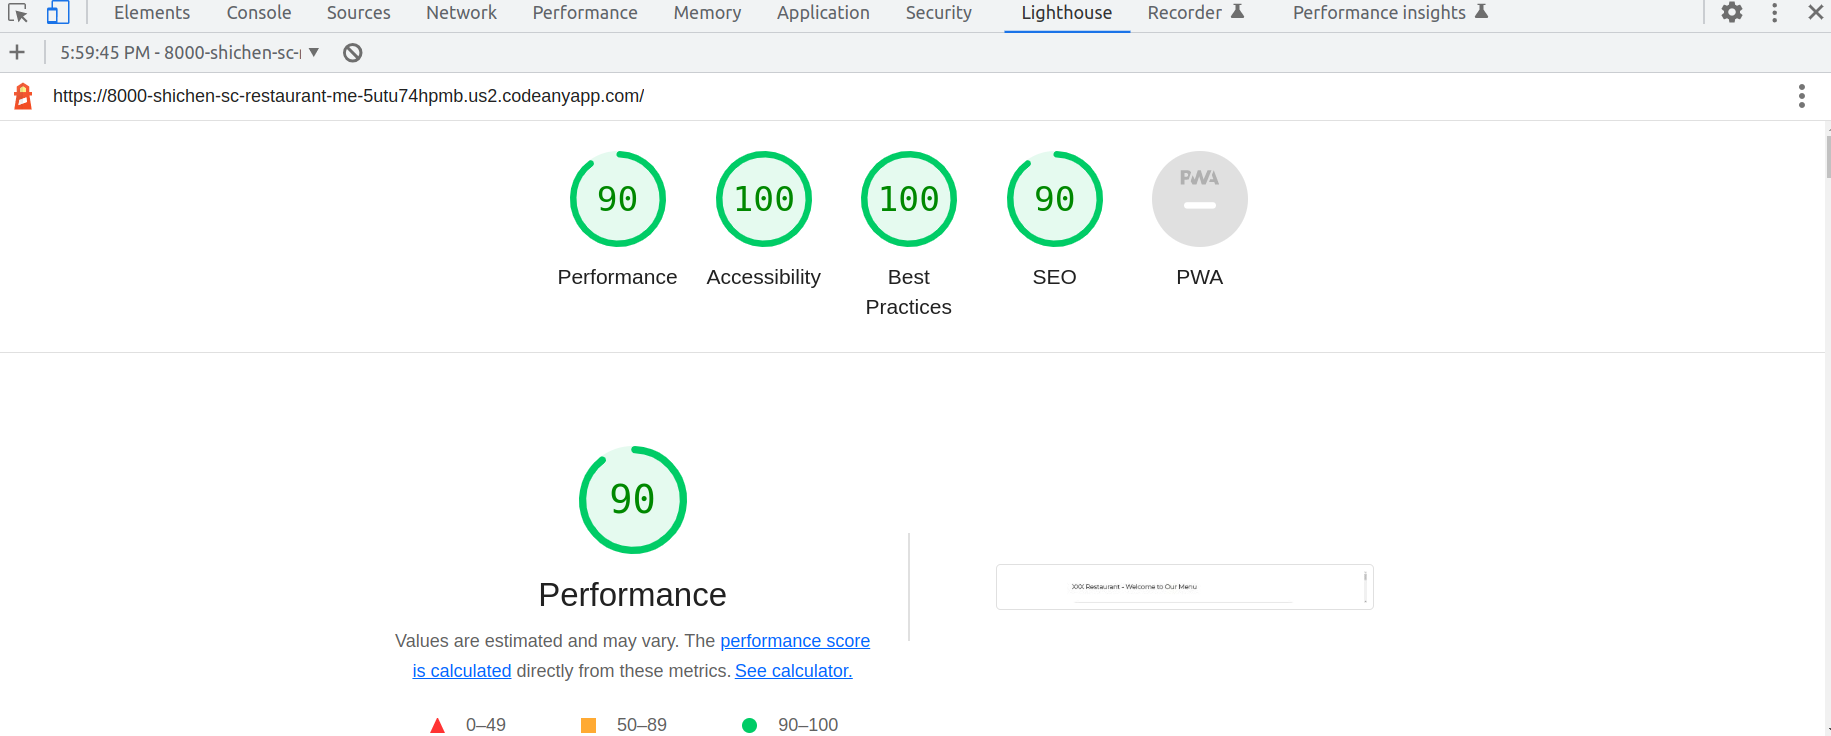 Elements Console Sources Network Performance Memory Application Security Lighthouse Recorder Performance insights
5:59:45 PM - 8000-shichen-sc-r
https://8000-shichen-sc-restaurant-me-5utu74hpmb.us2.codeanyapp.com/
90 100 100 90 PWA
Performance Accessibility Best SEO PWA
Practices
90
Performance
XXX Restaurant - Welcome to Our Menu
Values are estimated and may vary. The performance score
is calculated directly from these metrics. See calculator.
0–49 50–89 90–100